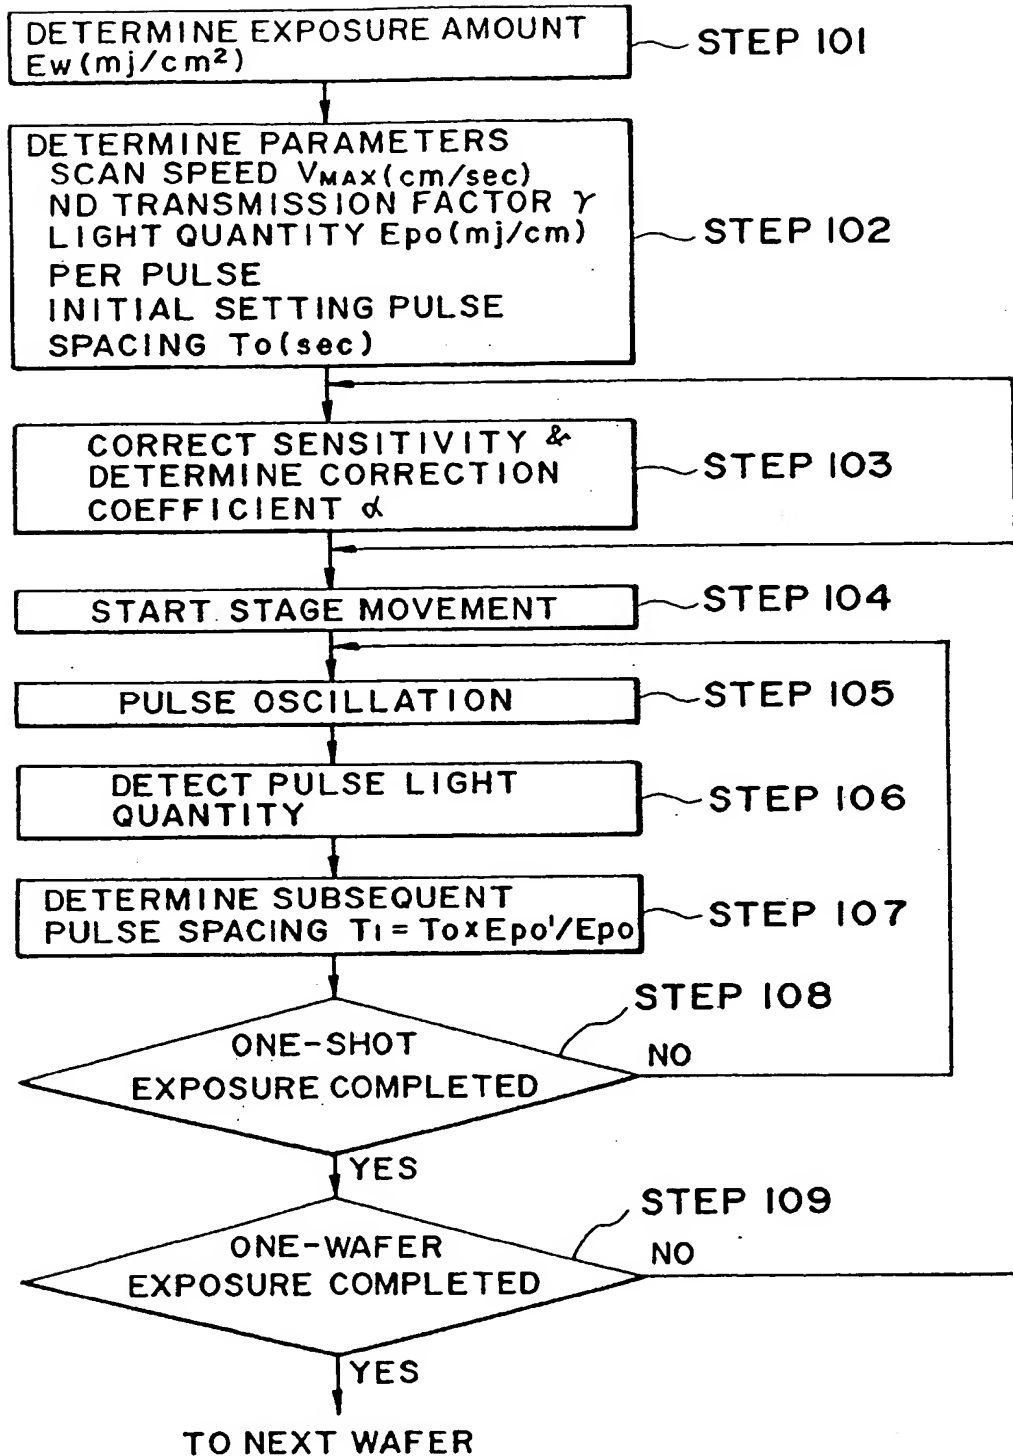 DETERMINE EXPOSURE AMOUNT
Ew (mj/cm²)
STEP 101
DETERMINE PARAMETERS
SCAN SPEED VMAX (cm/sec)
ND TRANSMISSION FACTOR γ
LIGHT QUANTITY Epo (mj/cm)
PER PULSE
INITIAL SETTING PULSE
SPACING To (sec)
STEP 102
CORRECT SENSITIVITY &
DETERMINE CORRECTION
COEFFICIENT α
STEP 103
START STAGE MOVEMENT
STEP 104
PULSE OSCILLATION
STEP 105
DETECT PULSE LIGHT
QUANTITY
STEP 106
DETERMINE SUBSEQUENT
PULSE SPACING T1 = To x Epo'/Epo
STEP 107
STEP 108
ONE-SHOT
EXPOSURE COMPLETED
NO
YES
STEP 109
ONE-WAFER
EXPOSURE COMPLETED
NO
YES
TO NEXT WAFER